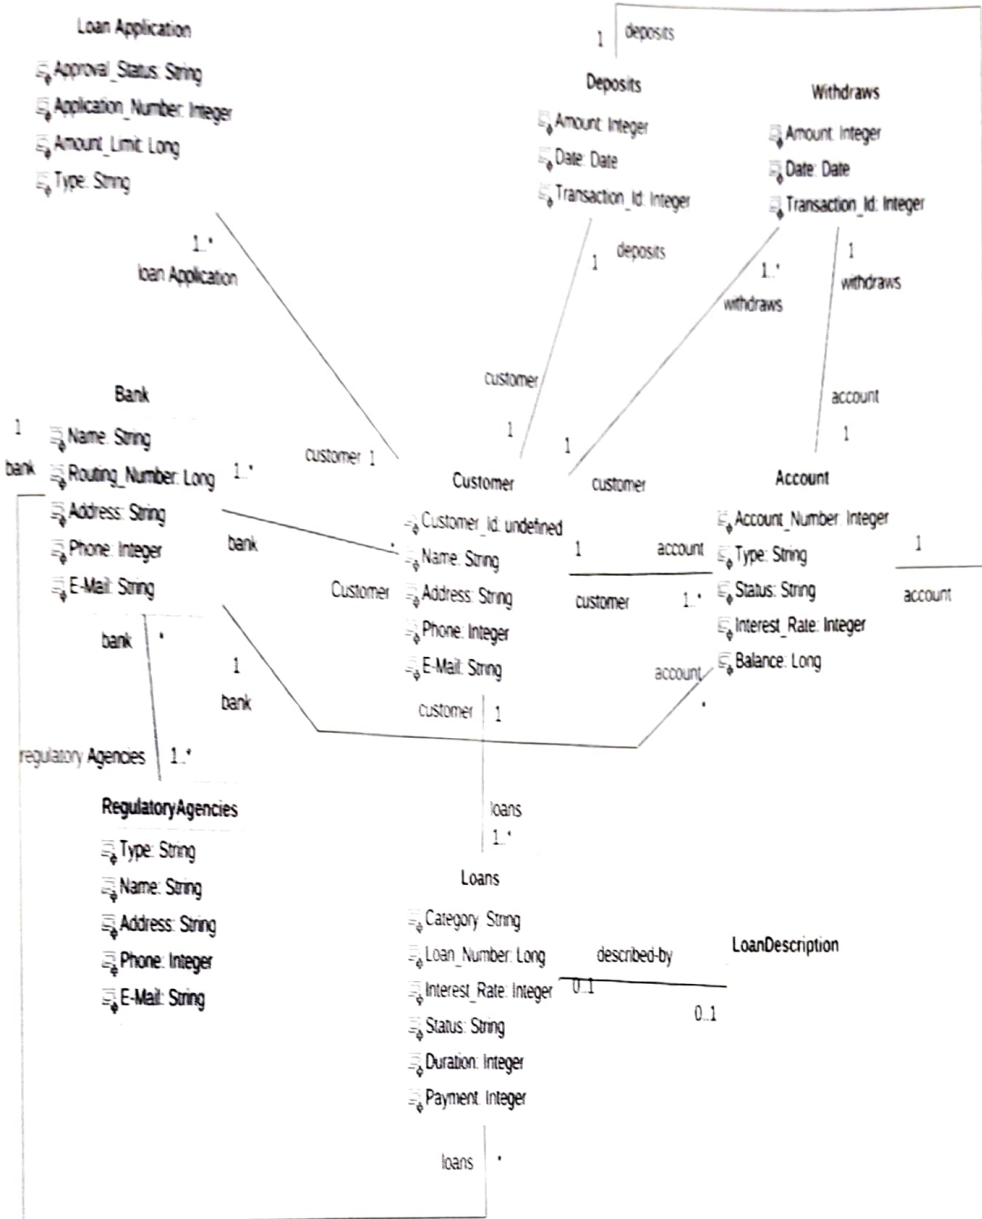 Loan Application
Approval_Status: String
Application_Number: Integer
Amount_Limit: Long
Type: String
1..*
loan Application
1
deposits
Deposits
Amount: Integer
Date: Date
Transaction_Id: Integer
1
deposits
Withdraws
Amount: Integer
Date: Date
Transaction_Id: Integer
1..*
withdraws
1
withdraws
customer
1
1
customer
account
1
Bank
Name: String
Routing_Number: Long
Address: String
Phone: Integer
E-Mail: String
1
bank
1..*
bank
customer 1
*
Customer
Customer
Customer_Id: undefined
Name: String
Address: String
Phone: Integer
E-Mail: String
1
customer
account
1..*
Account
Account_Number: Integer
Type: String
Status: String
Interest_Rate: Integer
Balance: Long
1
account
account
*
bank
*
1
bank
customer
1
regulatory Agencies
1..*
RegulatoryAgencies
Type: String
Name: String
Address: String
Phone: Integer
E-Mail: String
loans
1..*
Loans
Category: String
Loan_Number: Long
Interest_Rate: Integer
Status: String
Duration: Integer
Payment: Integer
described-by
0..1
LoanDescription
0..1
loans
*